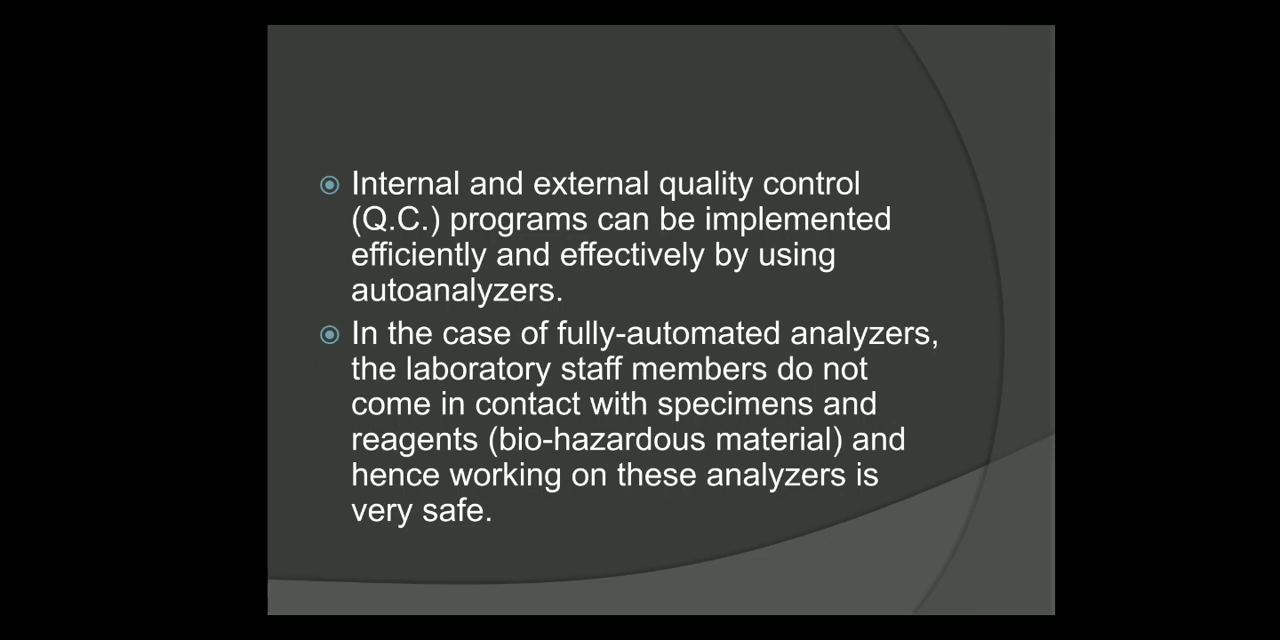 Internal and external quality control
(Q.C.) programs can be implemented
efficiently and effectively by using
autoanalyzers.
In the case of fully-automated analyzers,
the laboratory staff members do not
come in contact with specimens and
reagents (bio-hazardous material) and
hence working on these analyzers is
very safe.